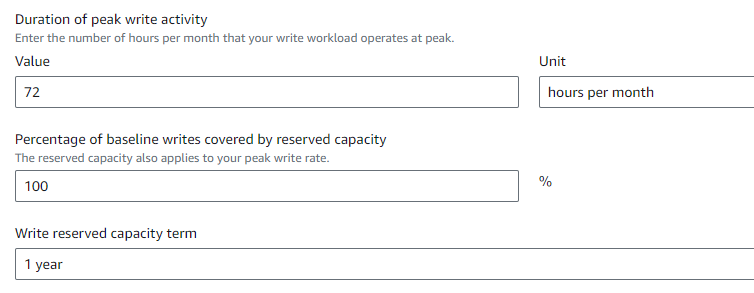 Duration of peak write activity
Enter the number of hours per month that your write workload operates at peak.
Value Unit
72 hours per month
Percentage of baseline writes covered by reserved capacity
The reserved capacity also applies to your peak write rate.
100 %
Write reserved capacity term
1 year